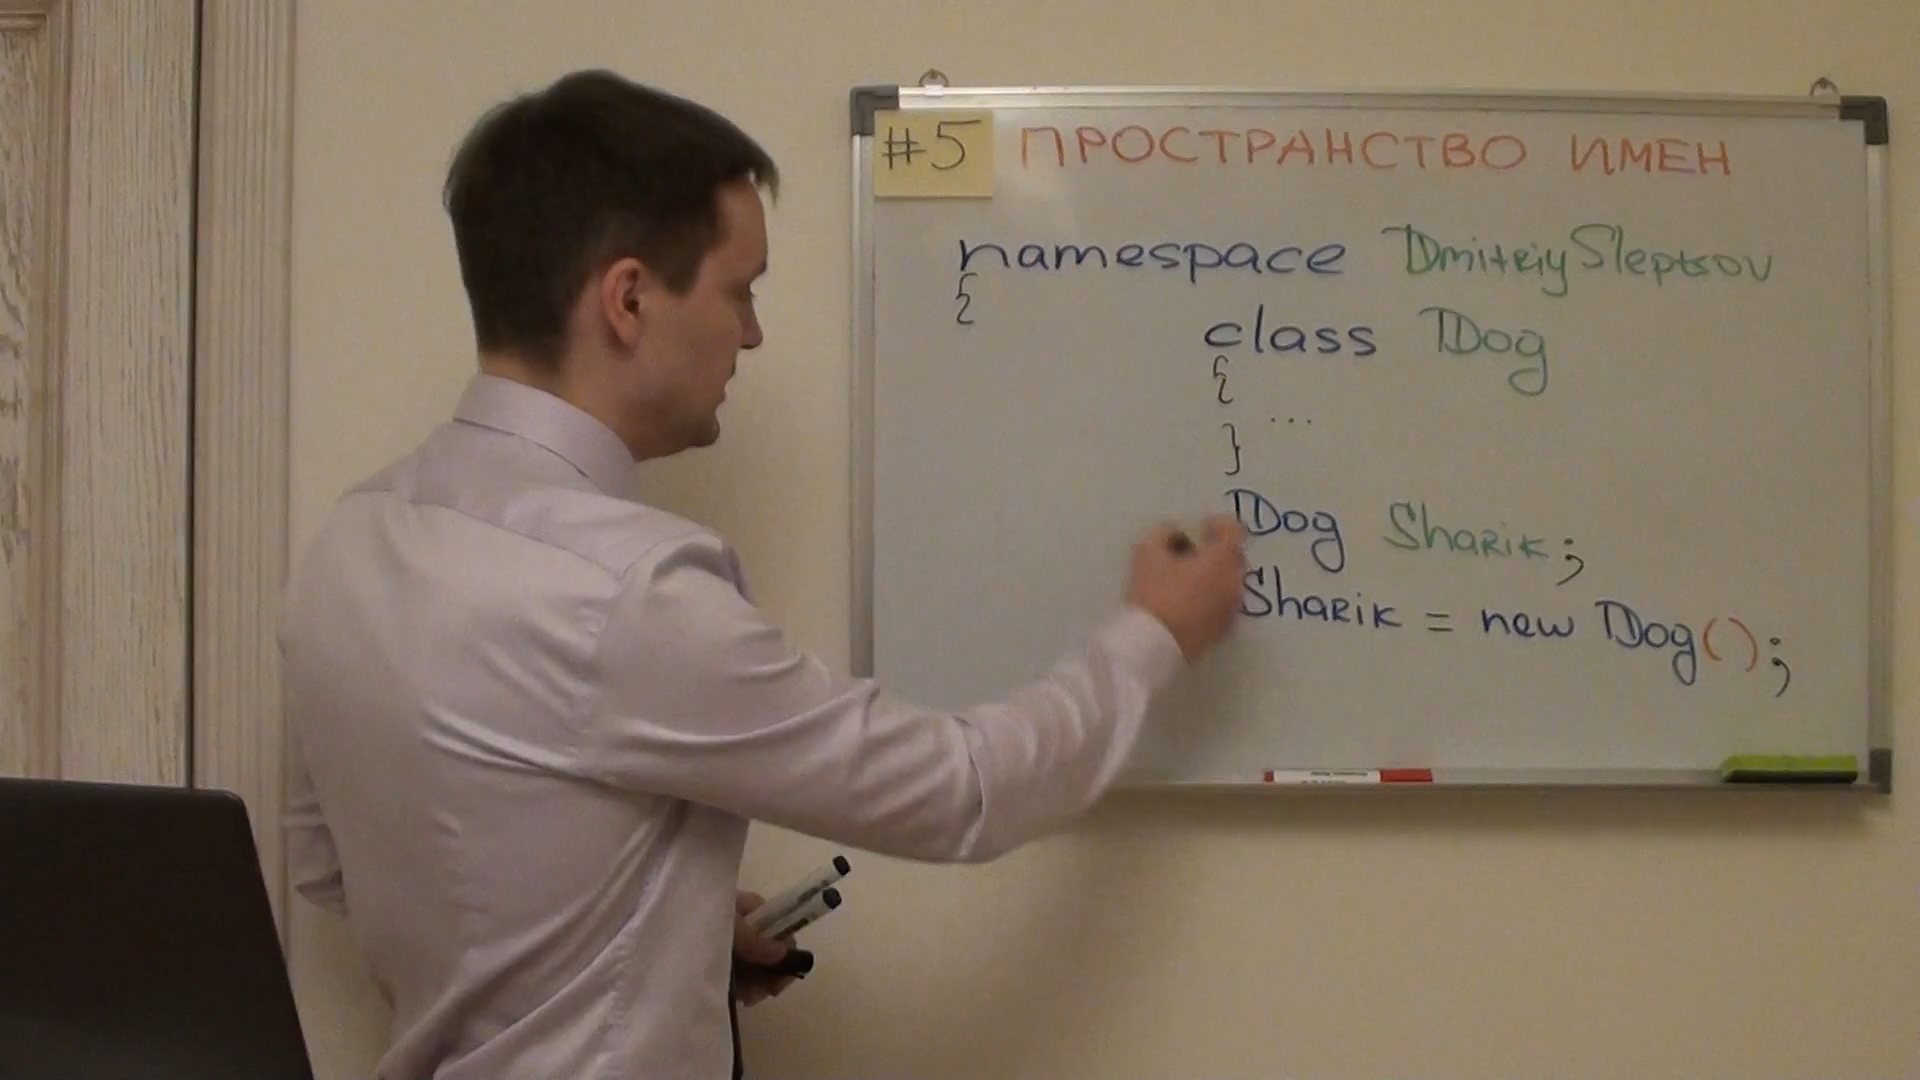 #5 ПРОСТРАНСТВО ИМЕН
namespace DmitriySleptsov
{
class Dog
{
...
}
Dog Sharik;
Sharik = new Dog();